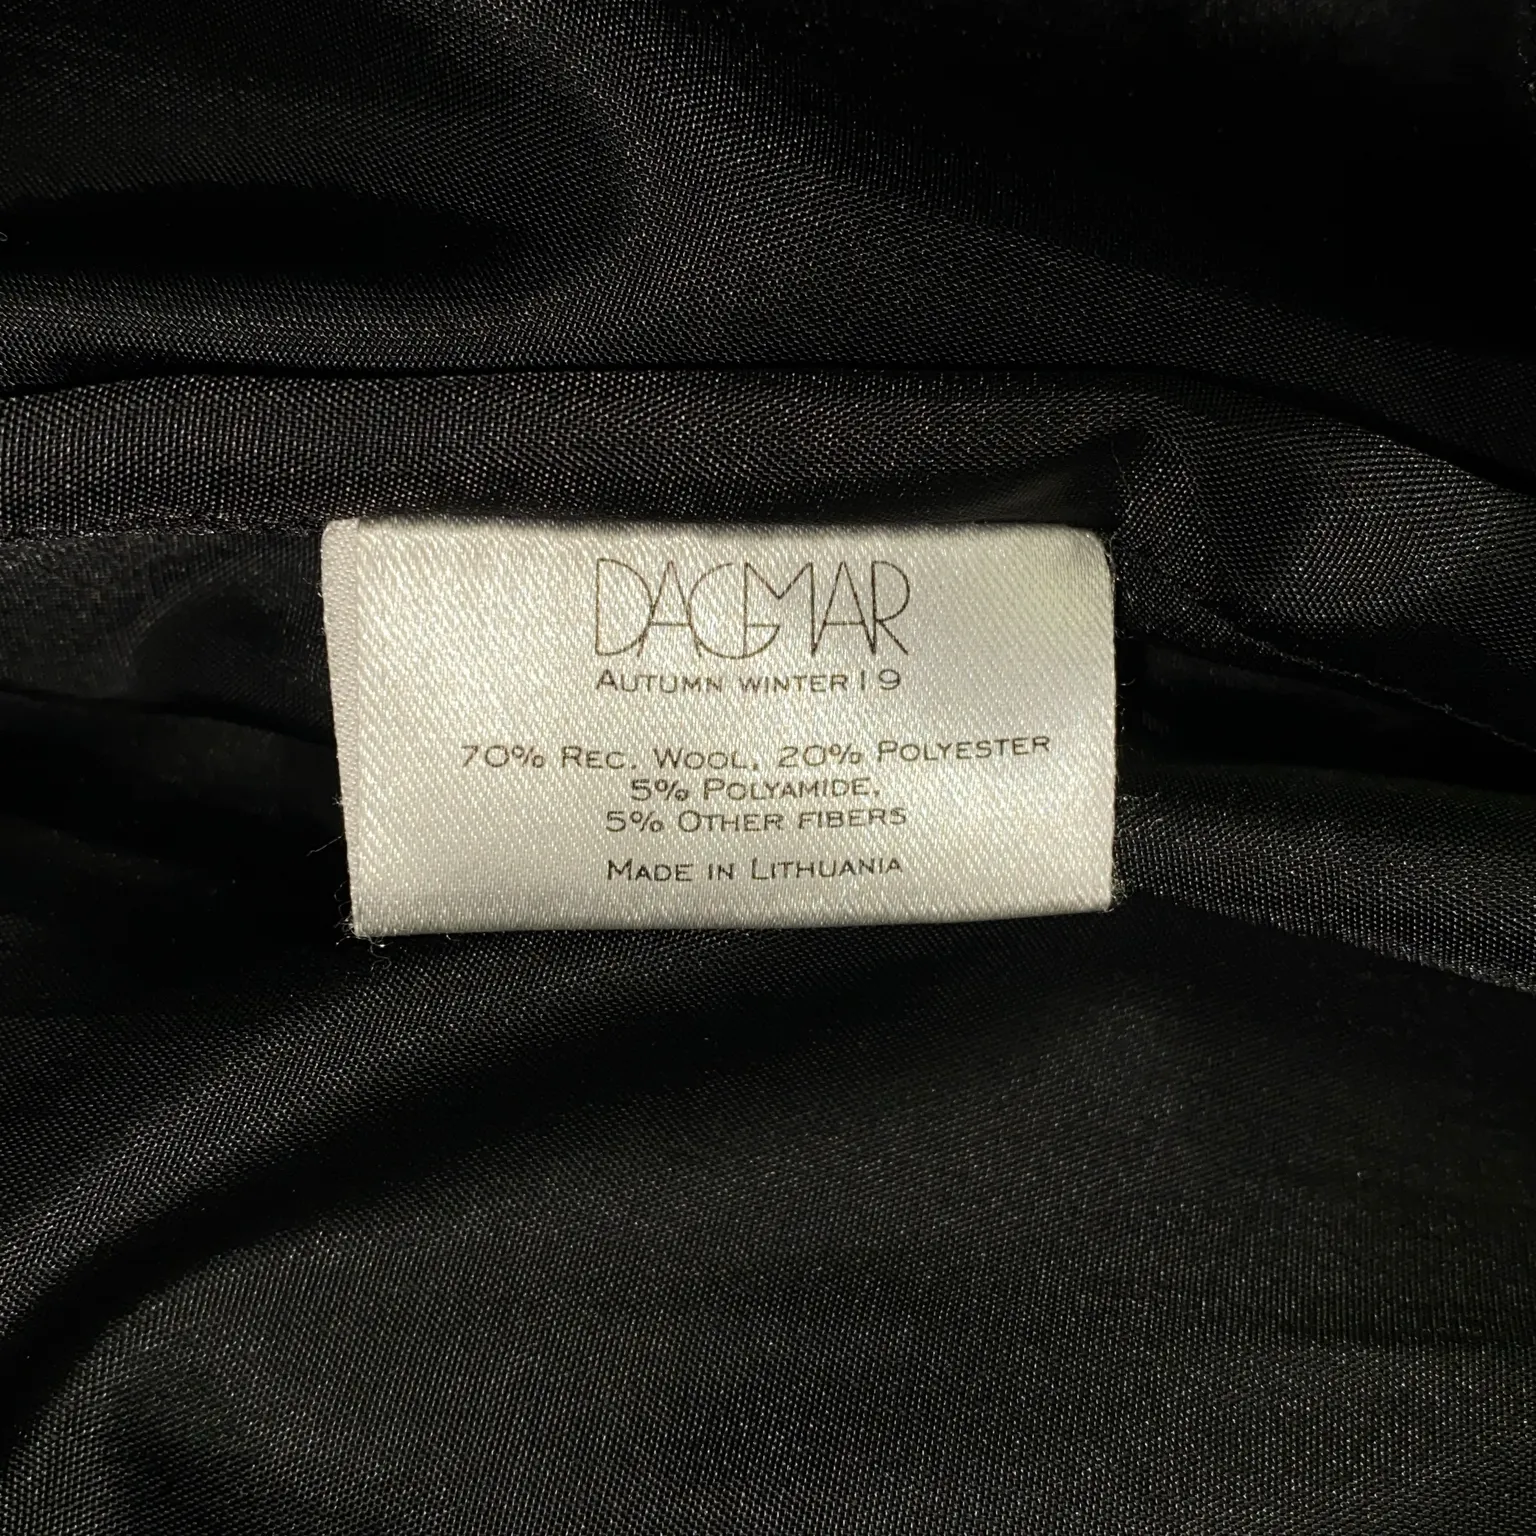 DAGMAR
AUTUMN WINTER 19
70% REC. WOOL, 20% POLYESTER
5% POLYAMIDE,
5% OTHER FIBERS
MADE IN LITHUANIA